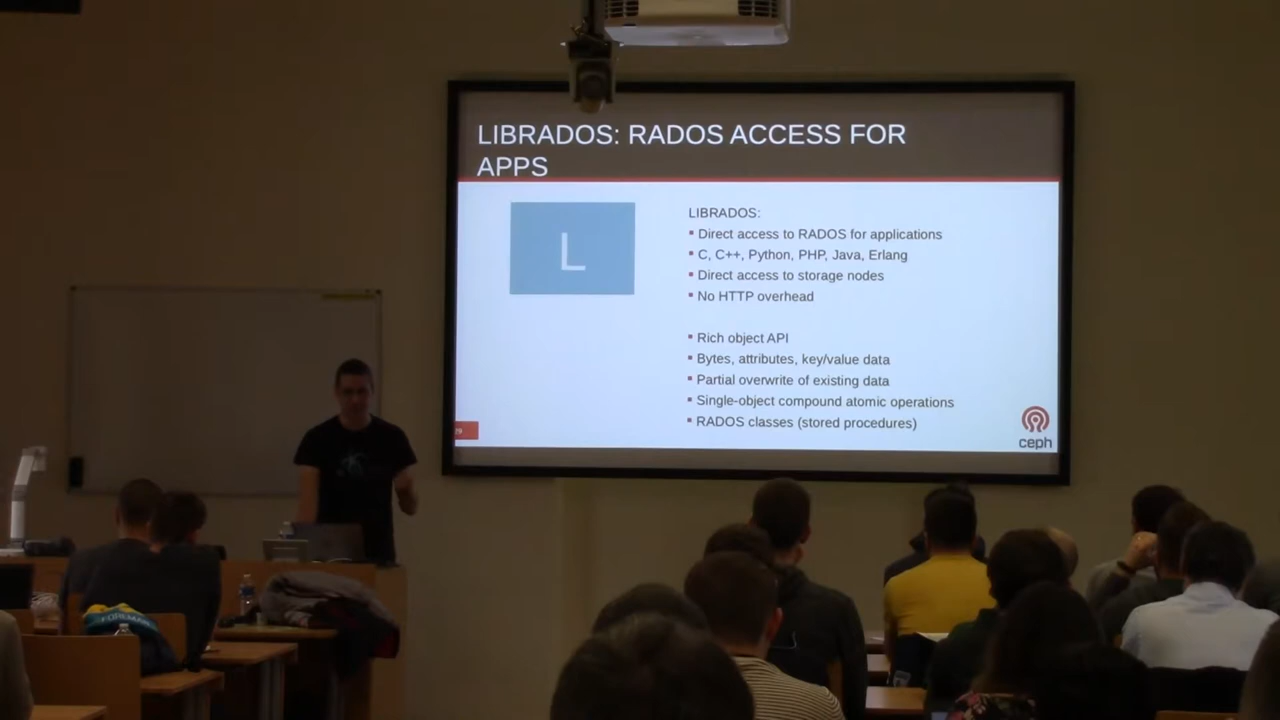 LIBRADOS: RADOS ACCESS FOR
APPS
L
LIBRADOS:
▪ Direct access to RADOS for applications
▪ C, C++, Python, PHP, Java, Erlang
▪ Direct access to storage nodes
▪ No HTTP overhead
▪ Rich object API
▪ Bytes, attributes, key/value data
▪ Partial overwrite of existing data
▪ Single-object compound atomic operations
▪ RADOS classes (stored procedures)
ceph
FOREMAN